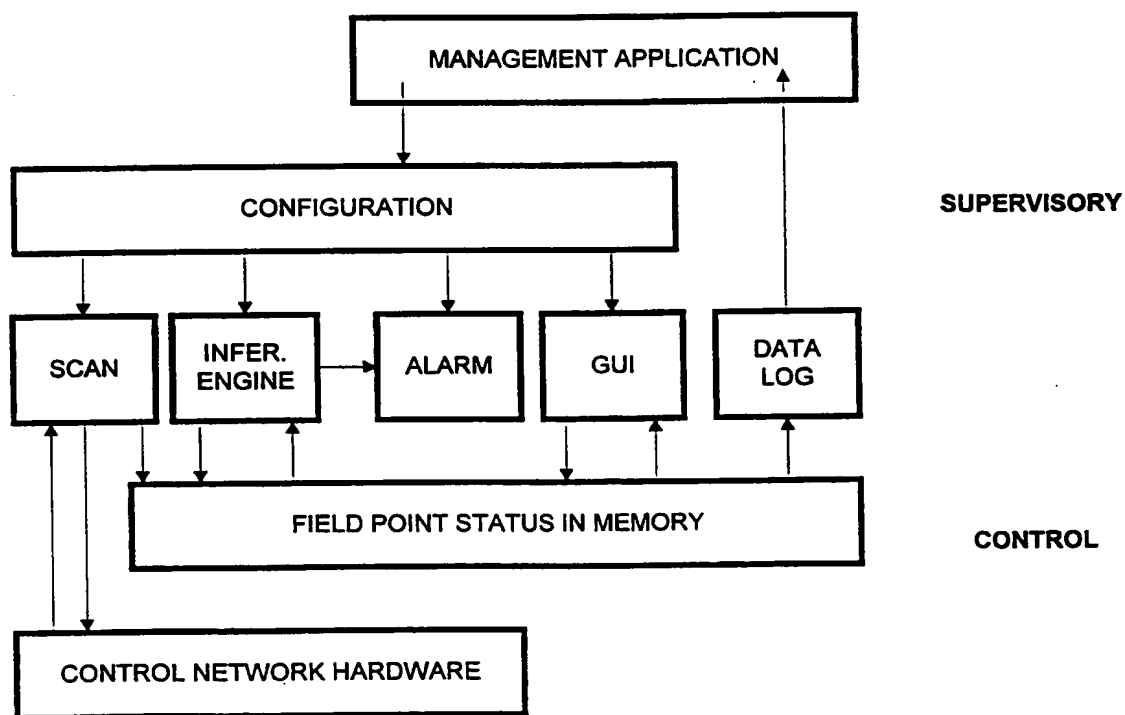 MANAGEMENT APPLICATION
CONFIGURATION
SUPERVISORY
SCAN
INFER.
ENGINE
ALARM
GUI
DATA
LOG
FIELD POINT STATUS IN MEMORY
CONTROL
CONTROL NETWORK HARDWARE